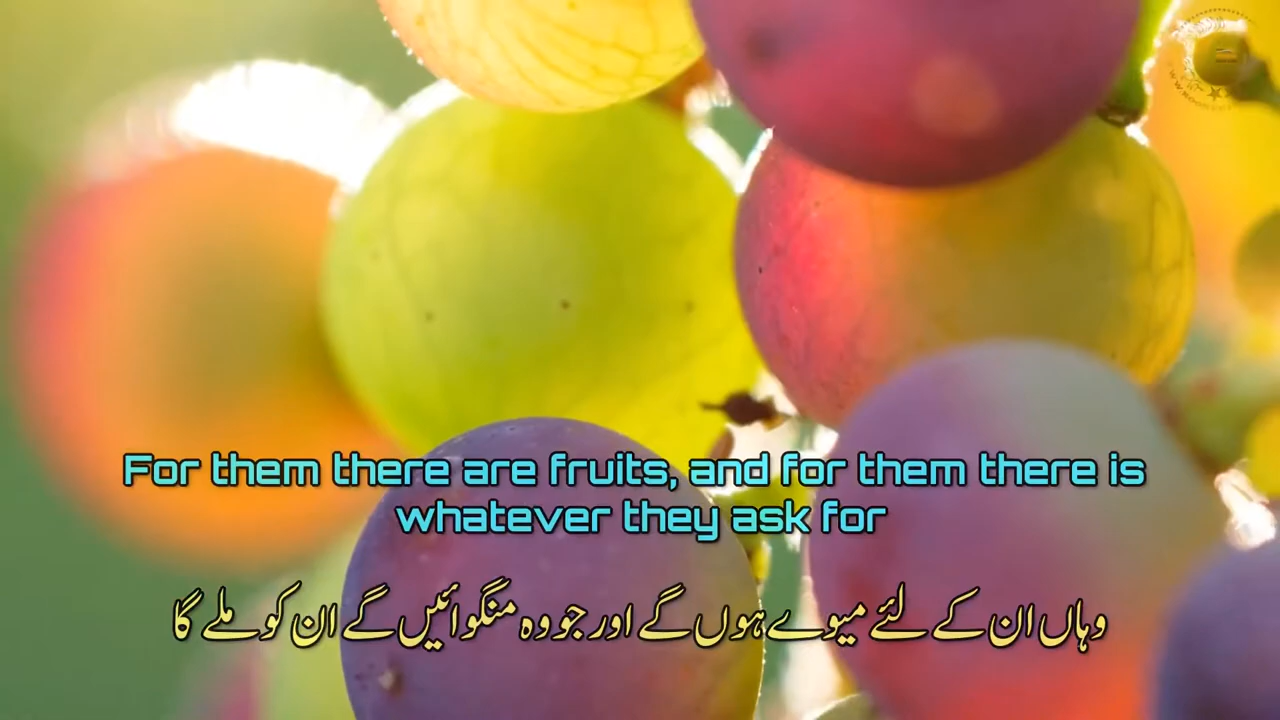 For them there are fruits, and for them there is
whatever they ask for
وہاں ان کے لئے میوے ہوں گے اور جو وہ منگوائیں گے ان کو ملے گا